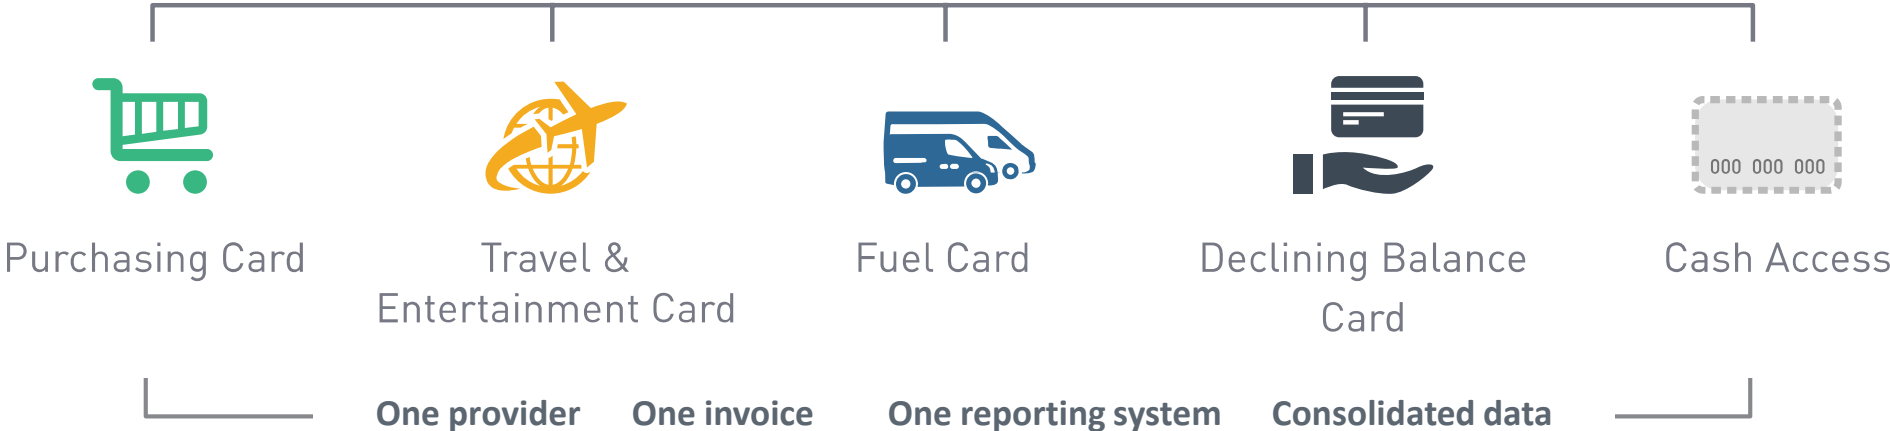 000 000 000
Purchasing Card
Travel &
Entertainment Card
Fuel Card
Declining Balance
Card
Cash Access
One provider
One invoice
One reporting system
Consolidated data